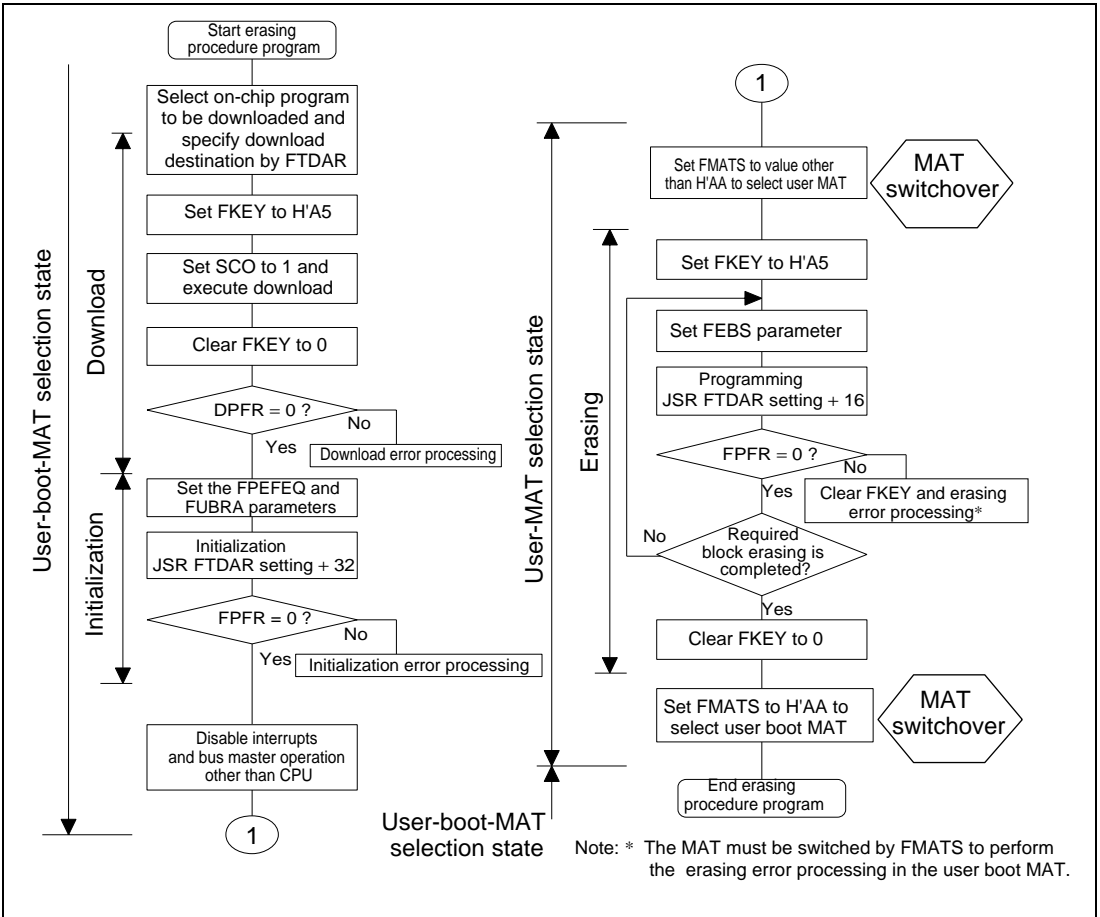 Start erasing
procedure program
Select on-chip program
to be downloaded and
specify download
destination by FTDAR
Set FKEY to H'A5
Set SCO to 1 and
execute download
Clear FKEY to 0
DPFR = 0 ?
No
Yes
Download error processing
Set the FPEFEQ and
FUBRA parameters
Initialization
JSR FTDAR setting + 32
FPFR = 0 ?
No
Yes
Initialization error processing
Disable interrupts
and bus master operation
other than CPU
1
User-boot-MAT selection state
Download
Initialization
1
Set FMATS to value other
than H'AA to select user MAT
MAT
switchover
Set FKEY to H'A5
Set FEBS parameter
Programming
JSR FTDAR setting + 16
FPFR = 0 ?
No
Yes
Clear FKEY and erasing
error processing*
Required
block erasing is
completed?
No
Yes
Clear FKEY to 0
Set FMATS to H'AA to
select user boot MAT
MAT
switchover
End erasing
procedure program
User-MAT selection state
Erasing
User-boot-MAT
selection state
Note: * The MAT must be switched by FMATS to perform
the erasing error processing in the user boot MAT.